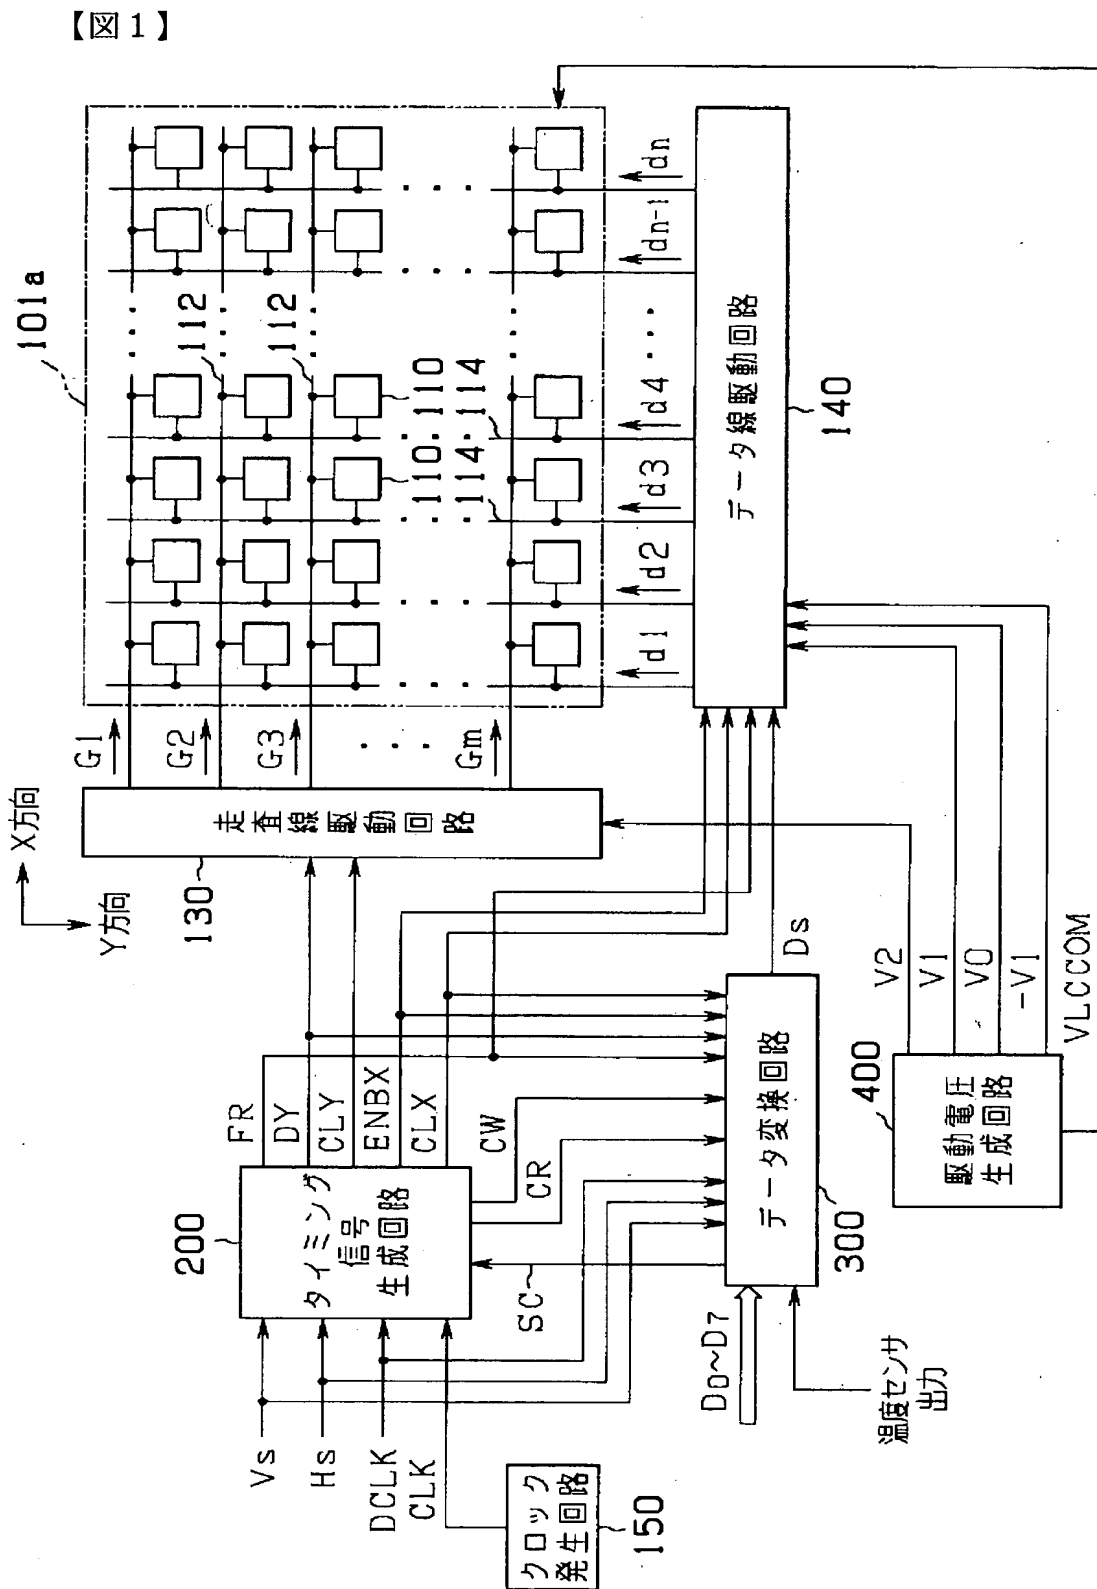 【図1】
X方向
Y方向
101a
112
112
110
110
114
114
G1
G2
G3
Gm
走査線駆動回路
130
d1
d2
d3
d4
dn-1
dn
データ線駆動回路
140
FR
DY
CLY
ENBX
CLX
CW
CR
SC
タイミング
信号
生成回路
200
Vs
Hs
DCLK
CLK
クロック
発生回路
150
D0~D7
温度センサ
出力
データ変換回路
300
Ds
駆動電圧
生成回路
400
V2
V1
V0
-V1
VLCCOM